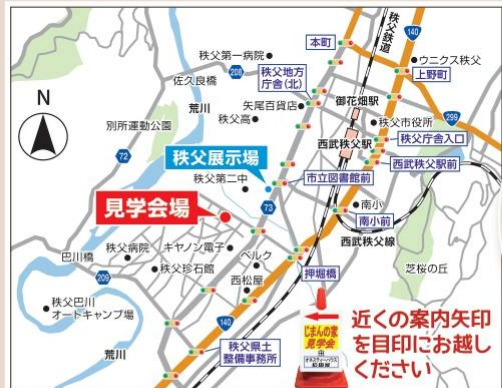 秩父第一病院
本町
秩父鉄道
140
ウニクス秩父
上野町
佐久良橋
208
秩父地方
庁舎(北)
荒川
矢尾百貨店
御花畑駅
N
秩父高
秩父市役所
299
別所運動公園
西武秩父駅
秩父庁舎入口
72
秩父展示場
西武秩父駅前
秩父第二中
市立図書館前
73
見学会場
南小
南小前
西武秩父線
秩父病院
キヤノン電子
巴川橋
ベルク
押堀橋
芝桜の丘
209
秩父珍石館
西松屋
秩父巴川
オートキャンプ場
140
じまんの家
見学会
近くの案内矢印
を目印にお越し
ください
荒川
秩父県土
整備事務所